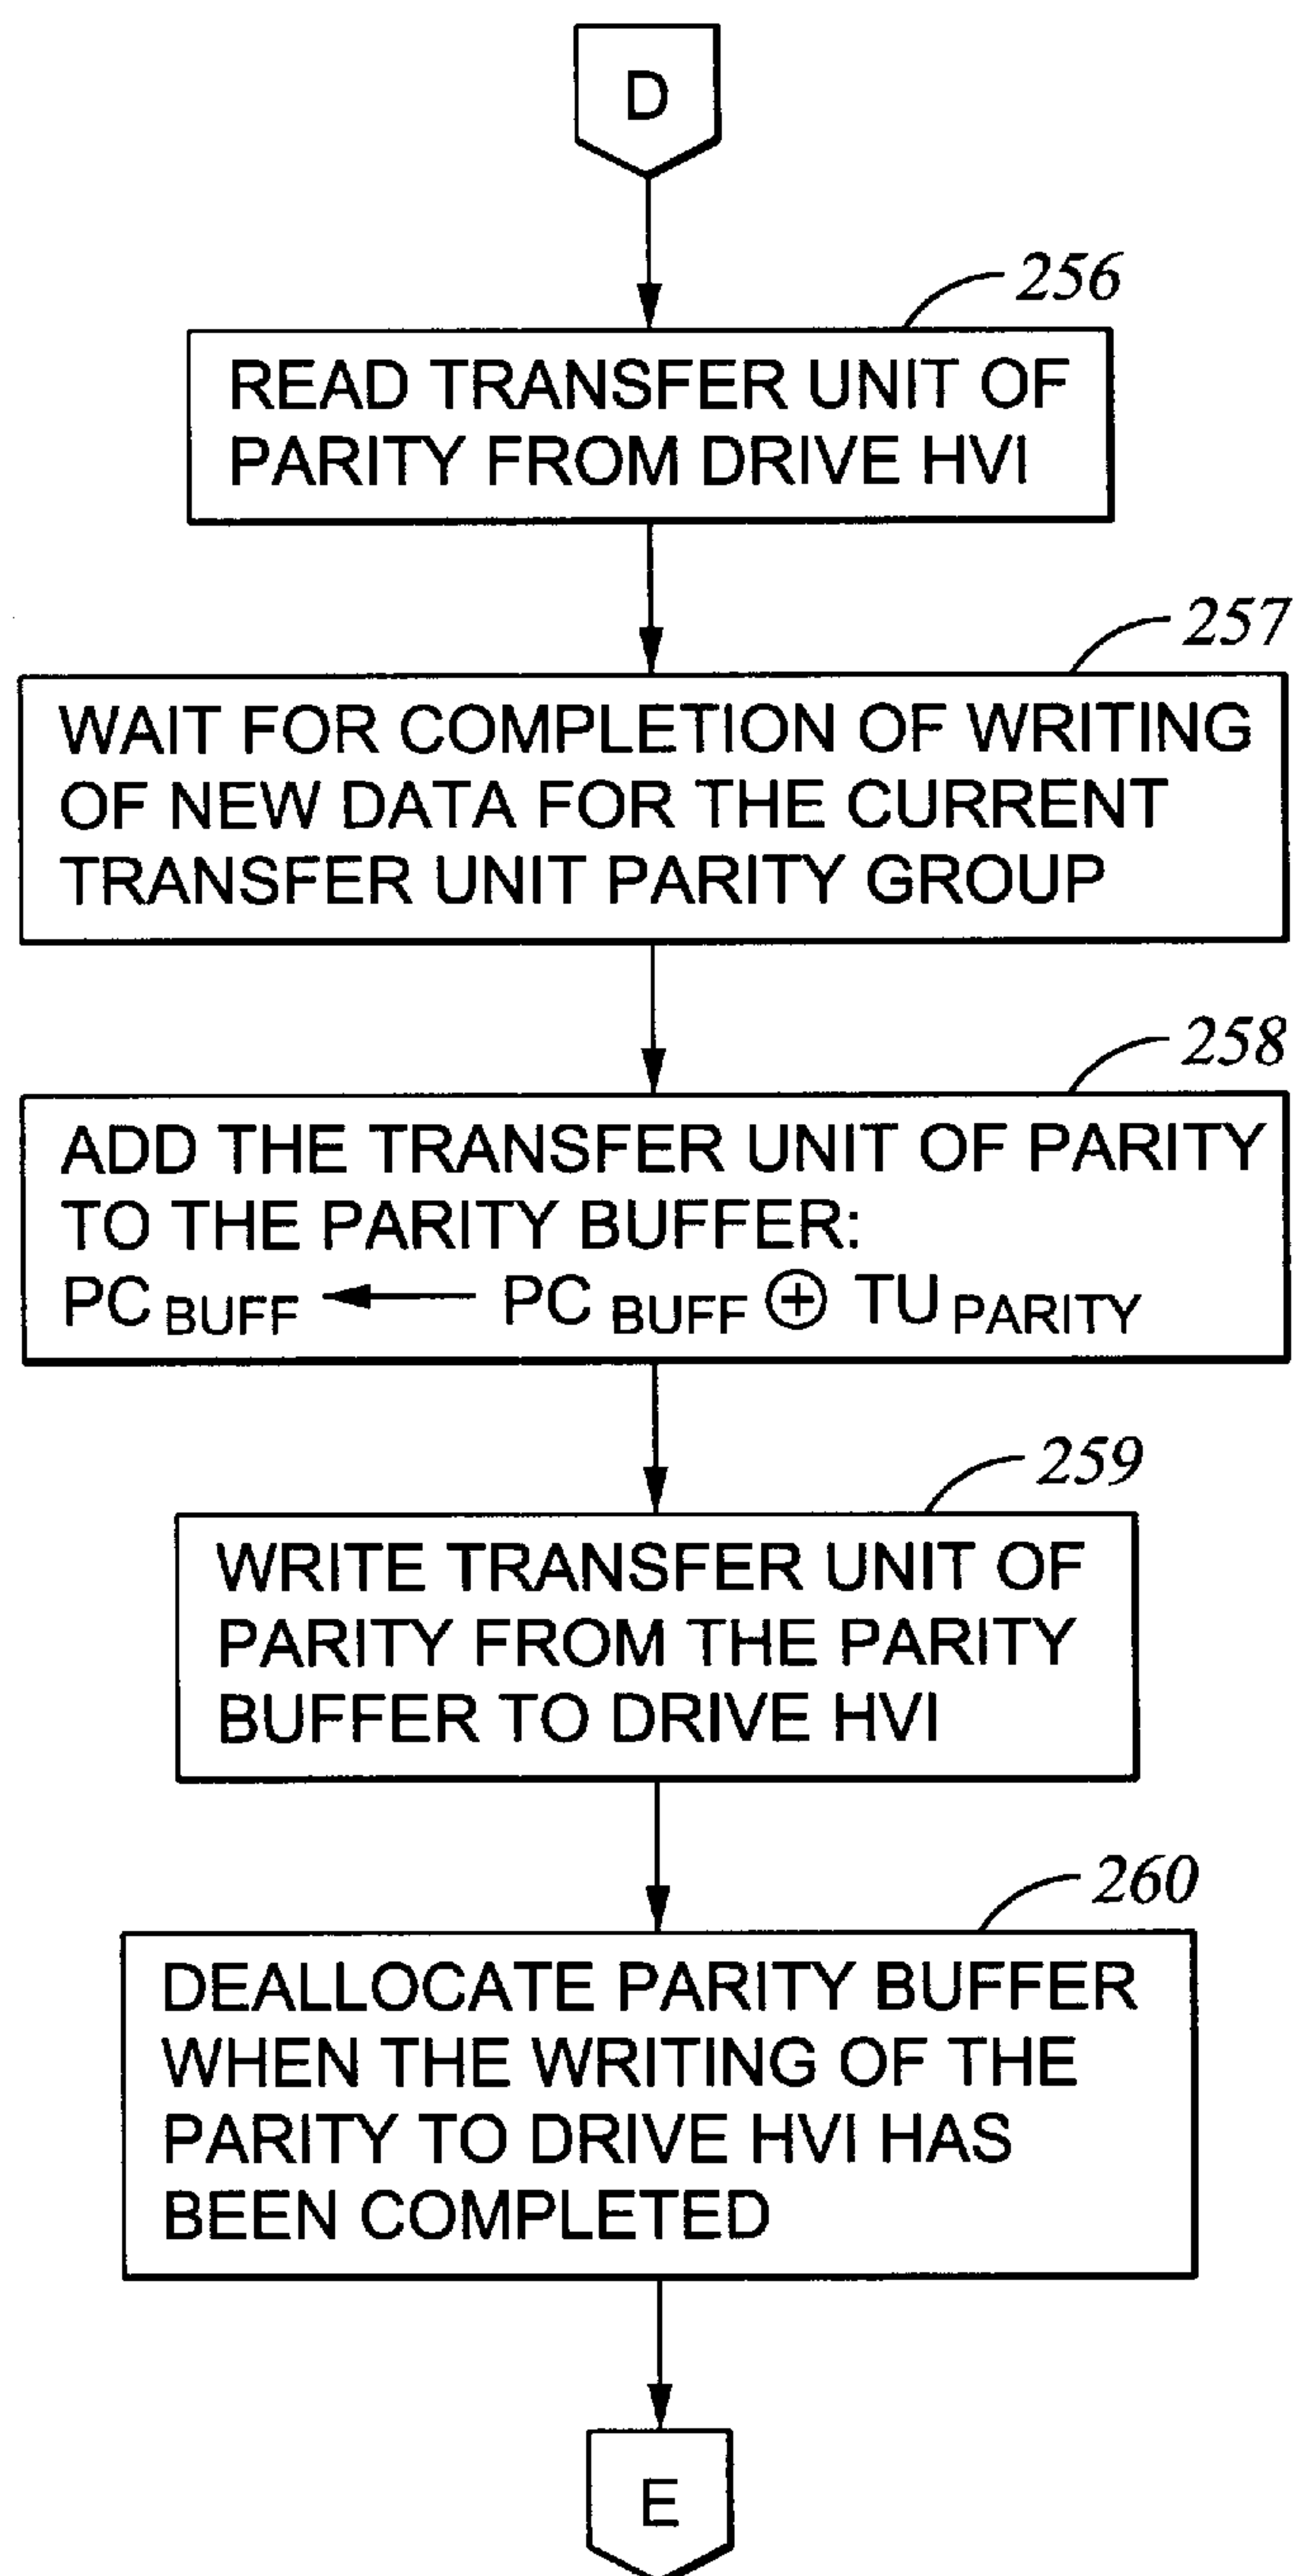 D
256
READ TRANSFER UNIT OF
PARITY FROM DRIVE HVI
257
WAIT FOR COMPLETION OF WRITING
OF NEW DATA FOR THE CURRENT
TRANSFER UNIT PARITY GROUP
258
ADD THE TRANSFER UNIT OF PARITY
TO THE PARITY BUFFER:
PC BUFF ← PC BUFF ⊕ TU PARITY
259
WRITE TRANSFER UNIT OF
PARITY FROM THE PARITY
BUFFER TO DRIVE HVI
260
DEALLOCATE PARITY BUFFER
WHEN THE WRITING OF THE
PARITY TO DRIVE HVI HAS
BEEN COMPLETED
E